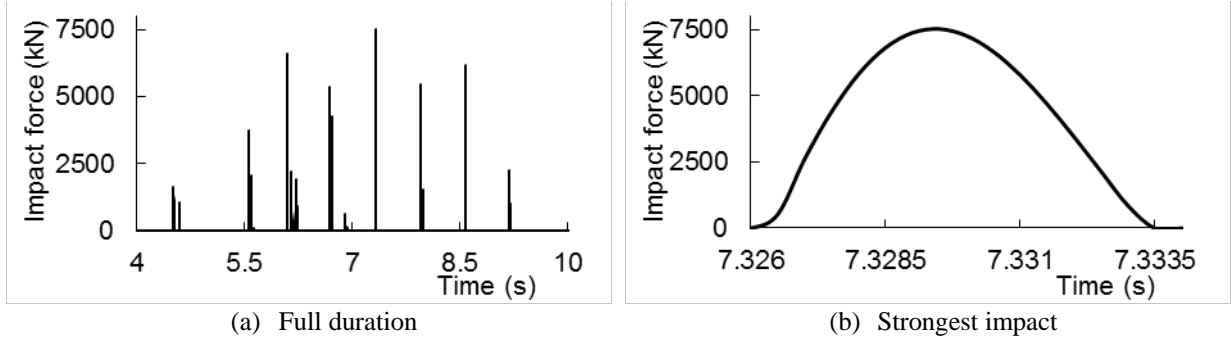 Impact force (kN)
7500
5000
2500
0
4 5.5 7 8.5 10
Time (s)
(a) Full duration
Impact force (kN)
7500
5000
2500
0
7.326 7.3285 7.331 7.3335
Time (s)
(b) Strongest impact